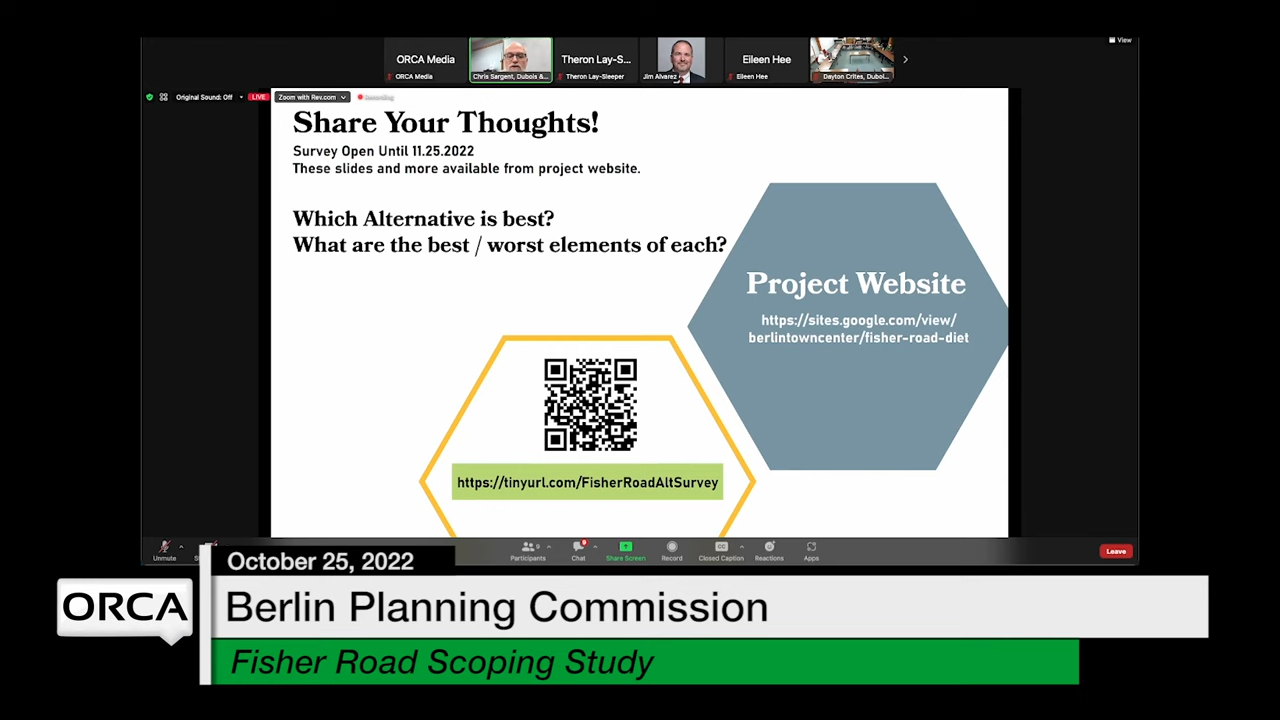 View
ORCA Media
Theron Lay-S...
Eileen Hee
ORCA Media
Chris Sargent, Dubois &...
Theron Lay-Sleeper
Jim Alvarez
Eileen Hee
Dayton Crites, Duboi...
Original Sound: Off
LIVE
Zoom with Rev.com
Recording
Share Your Thoughts!
Survey Open Until 11.25.2022
These slides and more available from project website.
Which Alternative is best?
What are the best / worst elements of each?
Project Website
https://sites.google.com/view/
berlintowncenter/fisher-road-diet
https://tinyurl.com/FisherRoadAltSurvey
Unmute
Participants
9
Chat
Share Screen
Record
Closed Caption
CC
Reactions
Apps
Leave
October 25, 2022
ORCA
Berlin Planning Commission
Fisher Road Scoping Study